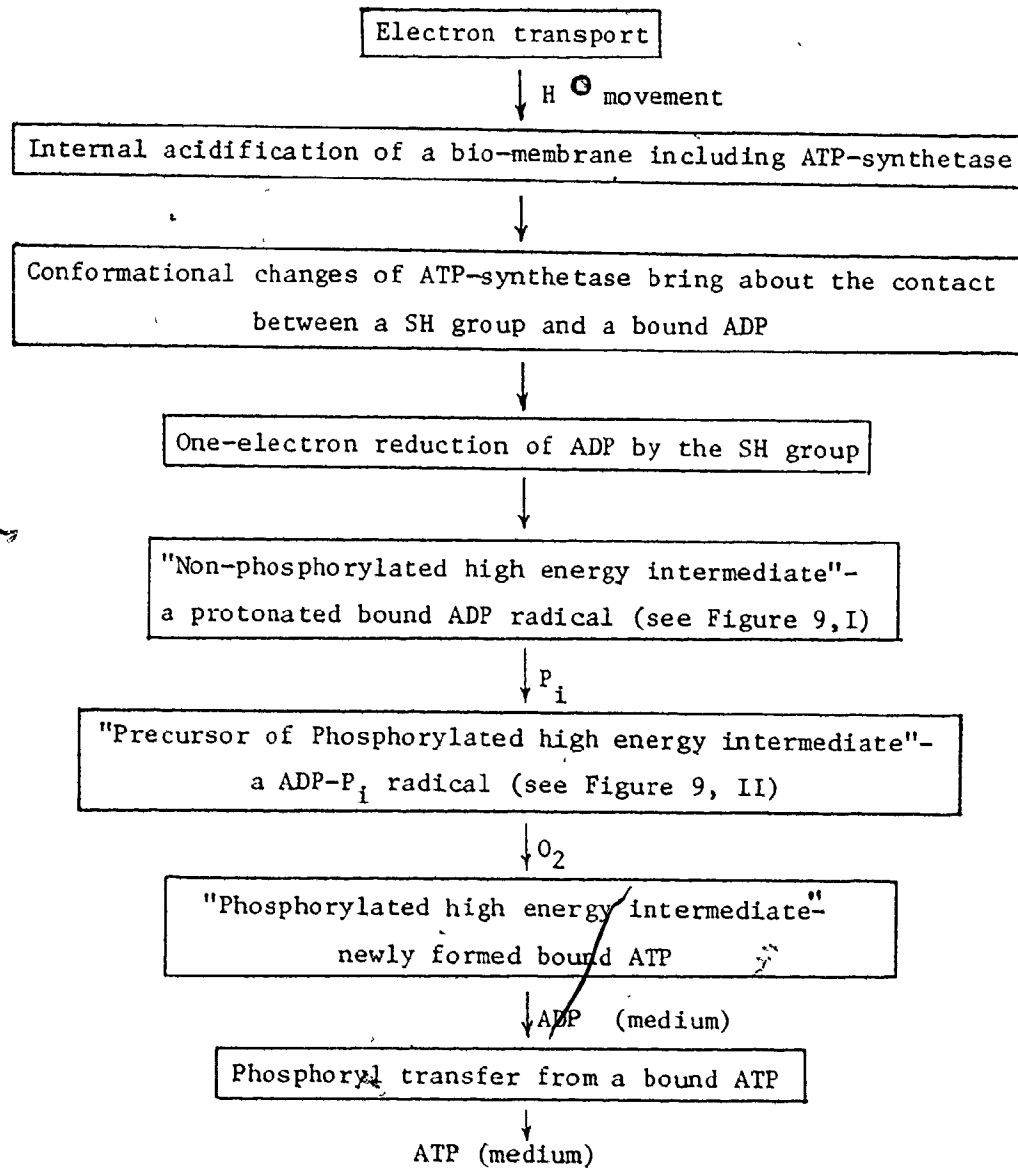 Electron transport
H⊕ movement
Internal acidification of a bio-membrane including ATP-synthetase
Conformational changes of ATP-synthetase bring about the contact
between a SH group and a bound ADP
One-electron reduction of ADP by the SH group
"Non-phosphorylated high energy intermediate"-
a protonated bound ADP radical (see Figure 9,I)
Pi
"Precursor of Phosphorylated high energy intermediate"-
a ADP-Pi radical (see Figure 9, II)
O2
"Phosphorylated high energy intermediate"-
newly formed bound ATP
ADP (medium)
Phosphoryl transfer from a bound ATP
ATP (medium)